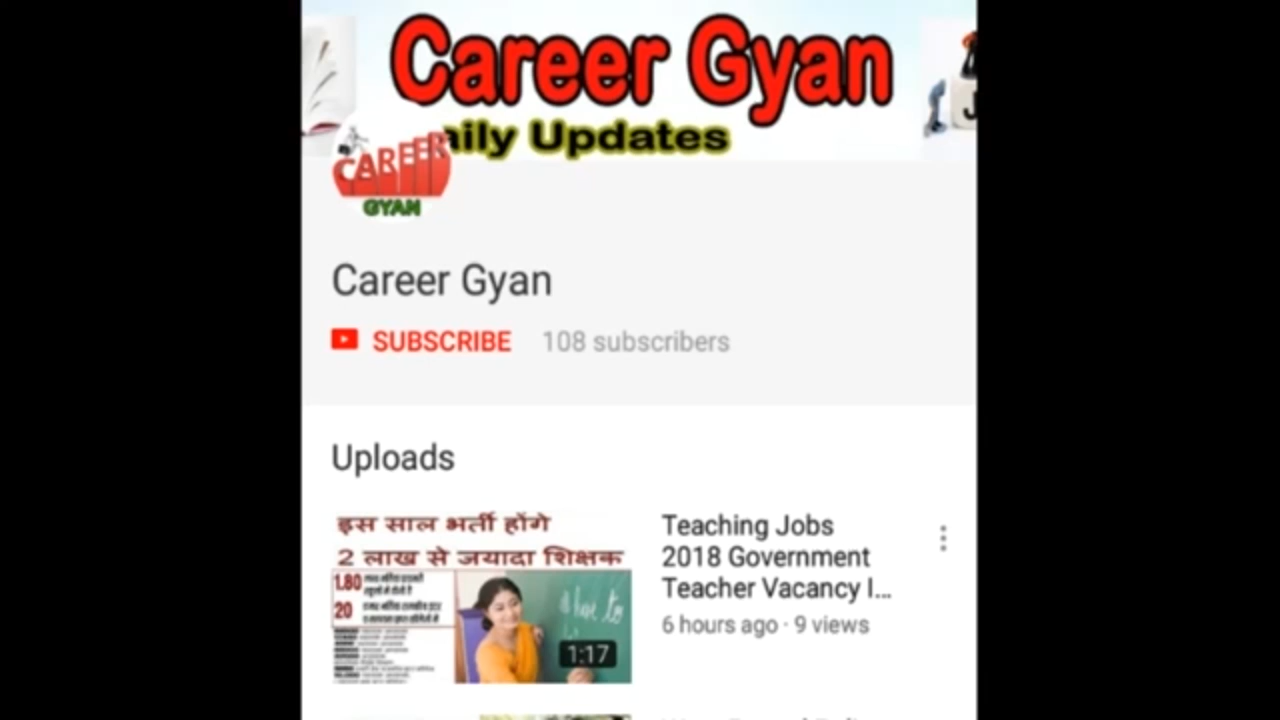 Career Gyan
aily Updates
CAREER
GYAN
Career Gyan
SUBSCRIBE 108 subscribers
Uploads
इस साल भर्ती होंगे
2 लाख से जयादा शिक्षक
1.80
20
1:17
Teaching Jobs
2018 Government
Teacher Vacancy I...
6 hours ago · 9 views